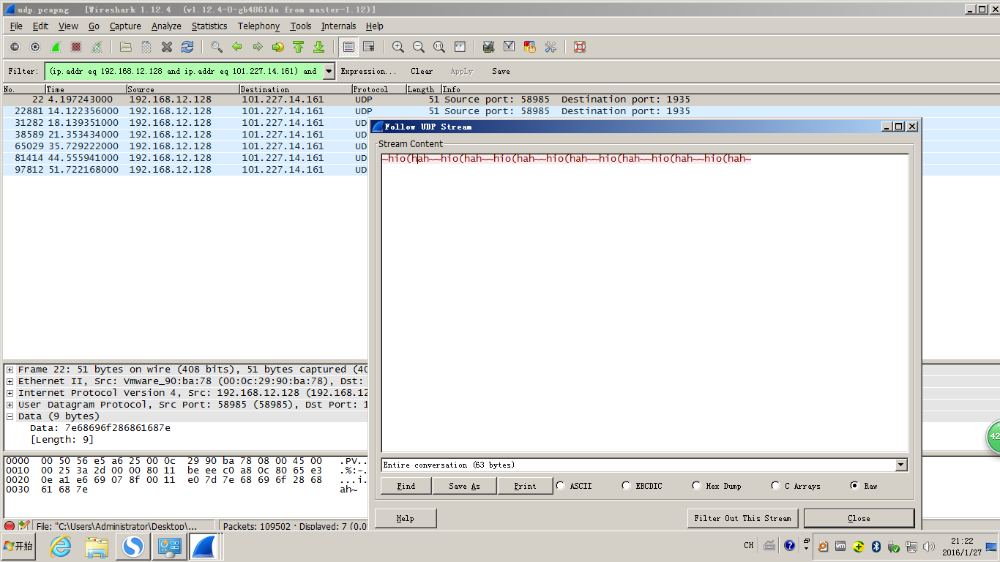 udp.pcapng [Wireshark 1.12.4 (v1.12.4-0-gb4861da from master-1.12)]
File Edit View Go Capture Analyze Statistics Telephony Tools Internals Help
Filter: (ip.addr eq 192.168.12.128 and ip.addr eq 101.227.14.161) and Expression... Clear Apply Save
No. Time Source Destination Protocol Length Info
22 4.197243000 192.168.12.128 101.227.14.161 UDP 51 Source port: 58985 Destination port: 1935
22881 14.122356000 192.168.12.128 101.227.14.161 UDP 51 Source port: 58985 Destination port: 1935
31282 18.139351000 192.168.12.128 101.227.14.161 UD
38589 21.353434000 192.168.12.128 101.227.14.161 UD
65029 35.729222000 192.168.12.128 101.227.14.161 UD
81414 44.555941000 192.168.12.128 101.227.14.161 UD
97812 51.722168000 192.168.12.128 101.227.14.161 UD
Follow UDP Stream
Stream Content
~hio(hah~~hio(hah~~hio(hah~~hio(hah~~hio(hah~~hio(hah~~hio(hah~
Frame 22: 51 bytes on wire (408 bits), 51 bytes captured (40
Ethernet II, Src: Vmware_90:ba:78 (00:0c:29:90:ba:78), Dst:
Internet Protocol Version 4, Src: 192.168.12.128 (192.168.12
User Datagram Protocol, Src Port: 58985 (58985), Dst Port: 1
Data (9 bytes)
Data: 7e68696f286861687e
[Length: 9]
0000 00 50 56 e5 a6 25 00 0c 29 90 ba 78 08 00 45 00 .PV..
0010 00 25 3a 2d 00 00 80 11 be ee c0 a8 0c 80 65 e3 .%:-.
0020 0e a1 e6 69 07 8f 00 11 e0 7d 7e 68 69 6f 28 68 ...i.
0030 61 68 7e ah~
Entire conversation (63 bytes)
Find Save As Print ASCII EBCDIC Hex Dump C Arrays Raw
Help Filter Out This Stream Close
File: "C:\Users\Administrator\Desktop\... Packets: 109502 · Displayed: 7 (0.0
42
开始
CH
vm
21:22
2016/1/27